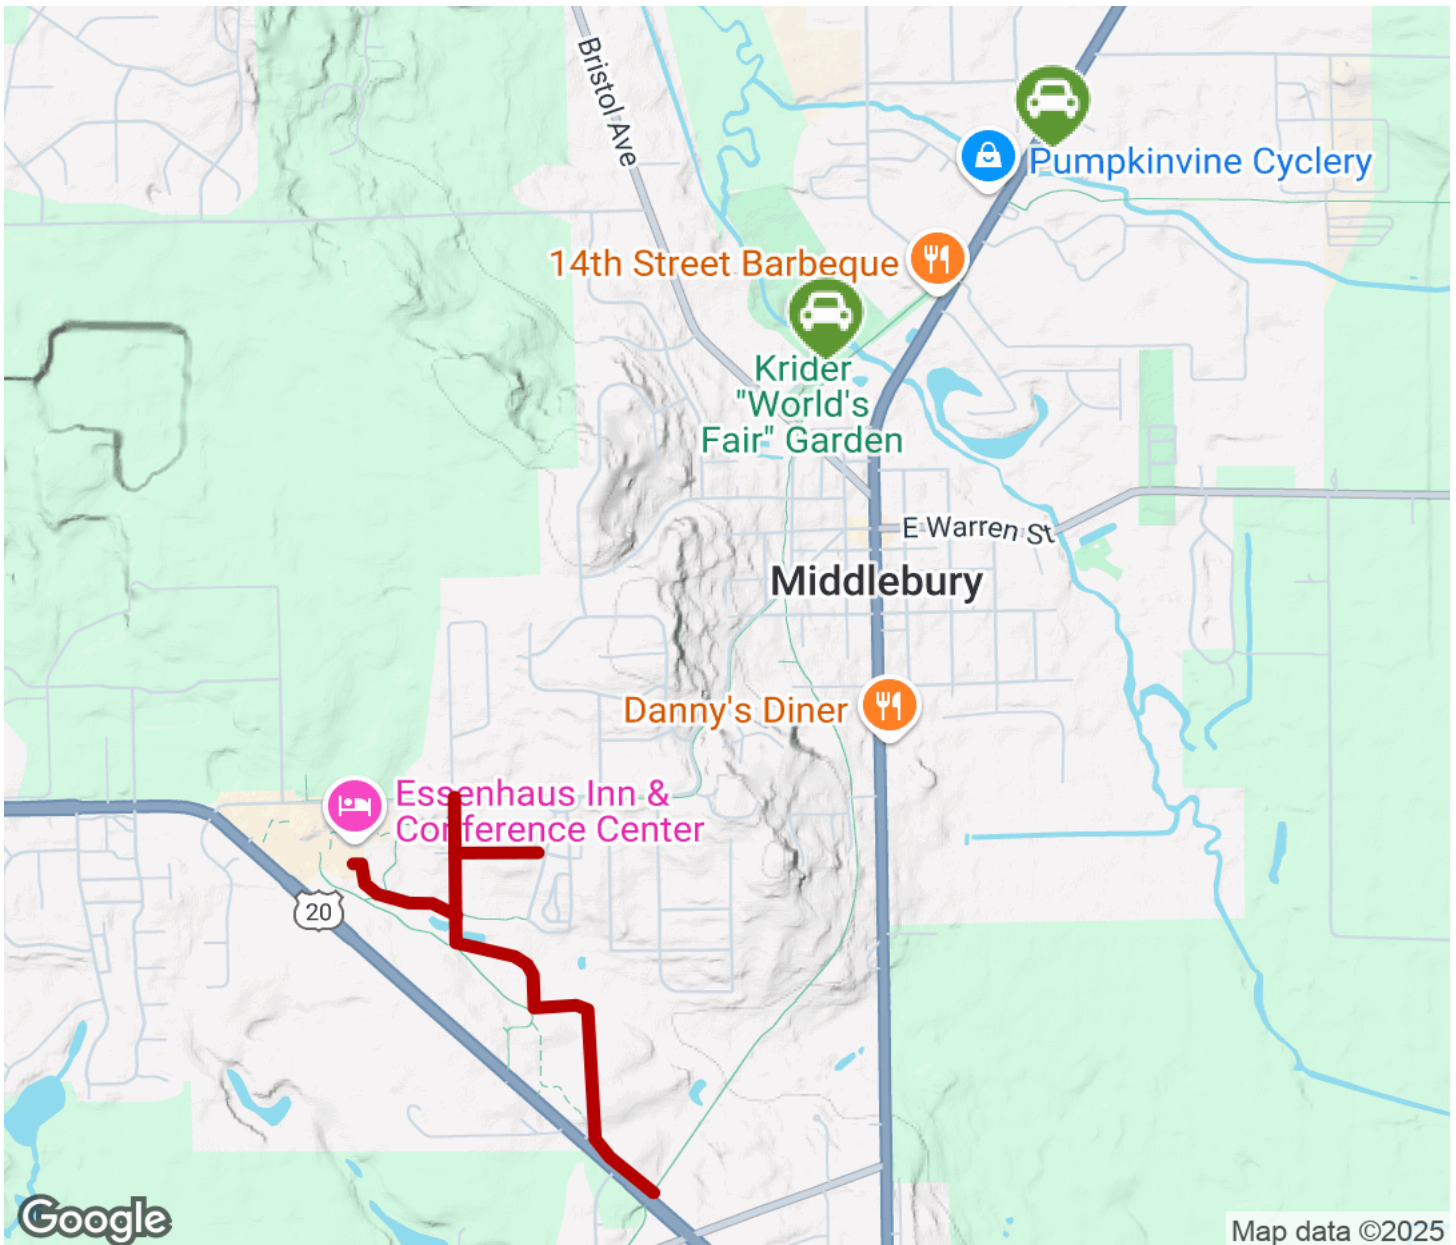 Bristol Ave
Pumpkinvine Cyclery
14th Street Barbeque
Krider
"World's
Fair" Garden
E Warren St
Middlebury
Danny's Diner
Essenhaus Inn &
Conference Center
20
Google
Map data ©2025